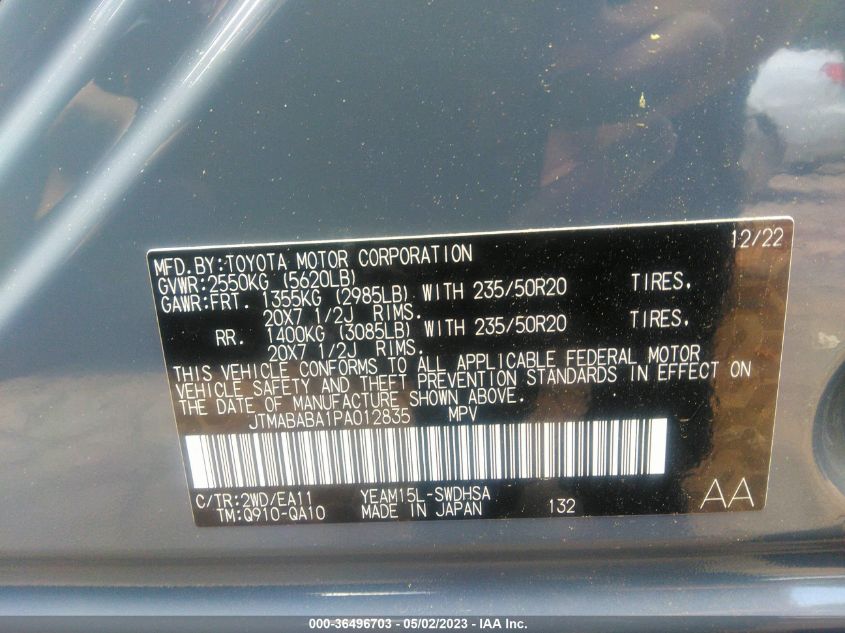 12/22
MFD.BY:TOYOTA MOTOR CORPORATION
GVWR:2550KG (5620LB)
GAWR:FRT. 1355KG (2985LB) WITH 235/50R20 TIRES,
20X7 1/2J RIMS.
RR. 1400KG (3085LB) WITH 235/50R20 TIRES,
20X7 1/2J RIMS.
THIS VEHICLE CONFORMS TO ALL APPLICABLE FEDERAL MOTOR
VEHICLE SAFETY AND THEFT PREVENTION STANDARDS IN EFFECT ON
THE DATE OF MANUFACTURE SHOWN ABOVE.
JTMABABA1PA012835 MPV
C/TR:2WD/EA11 YEAM15L-SWDHSA
TM:Q910-QA10 MADE IN JAPAN 132 AA
000-36496703 - 05/02/2023 - IAA Inc.